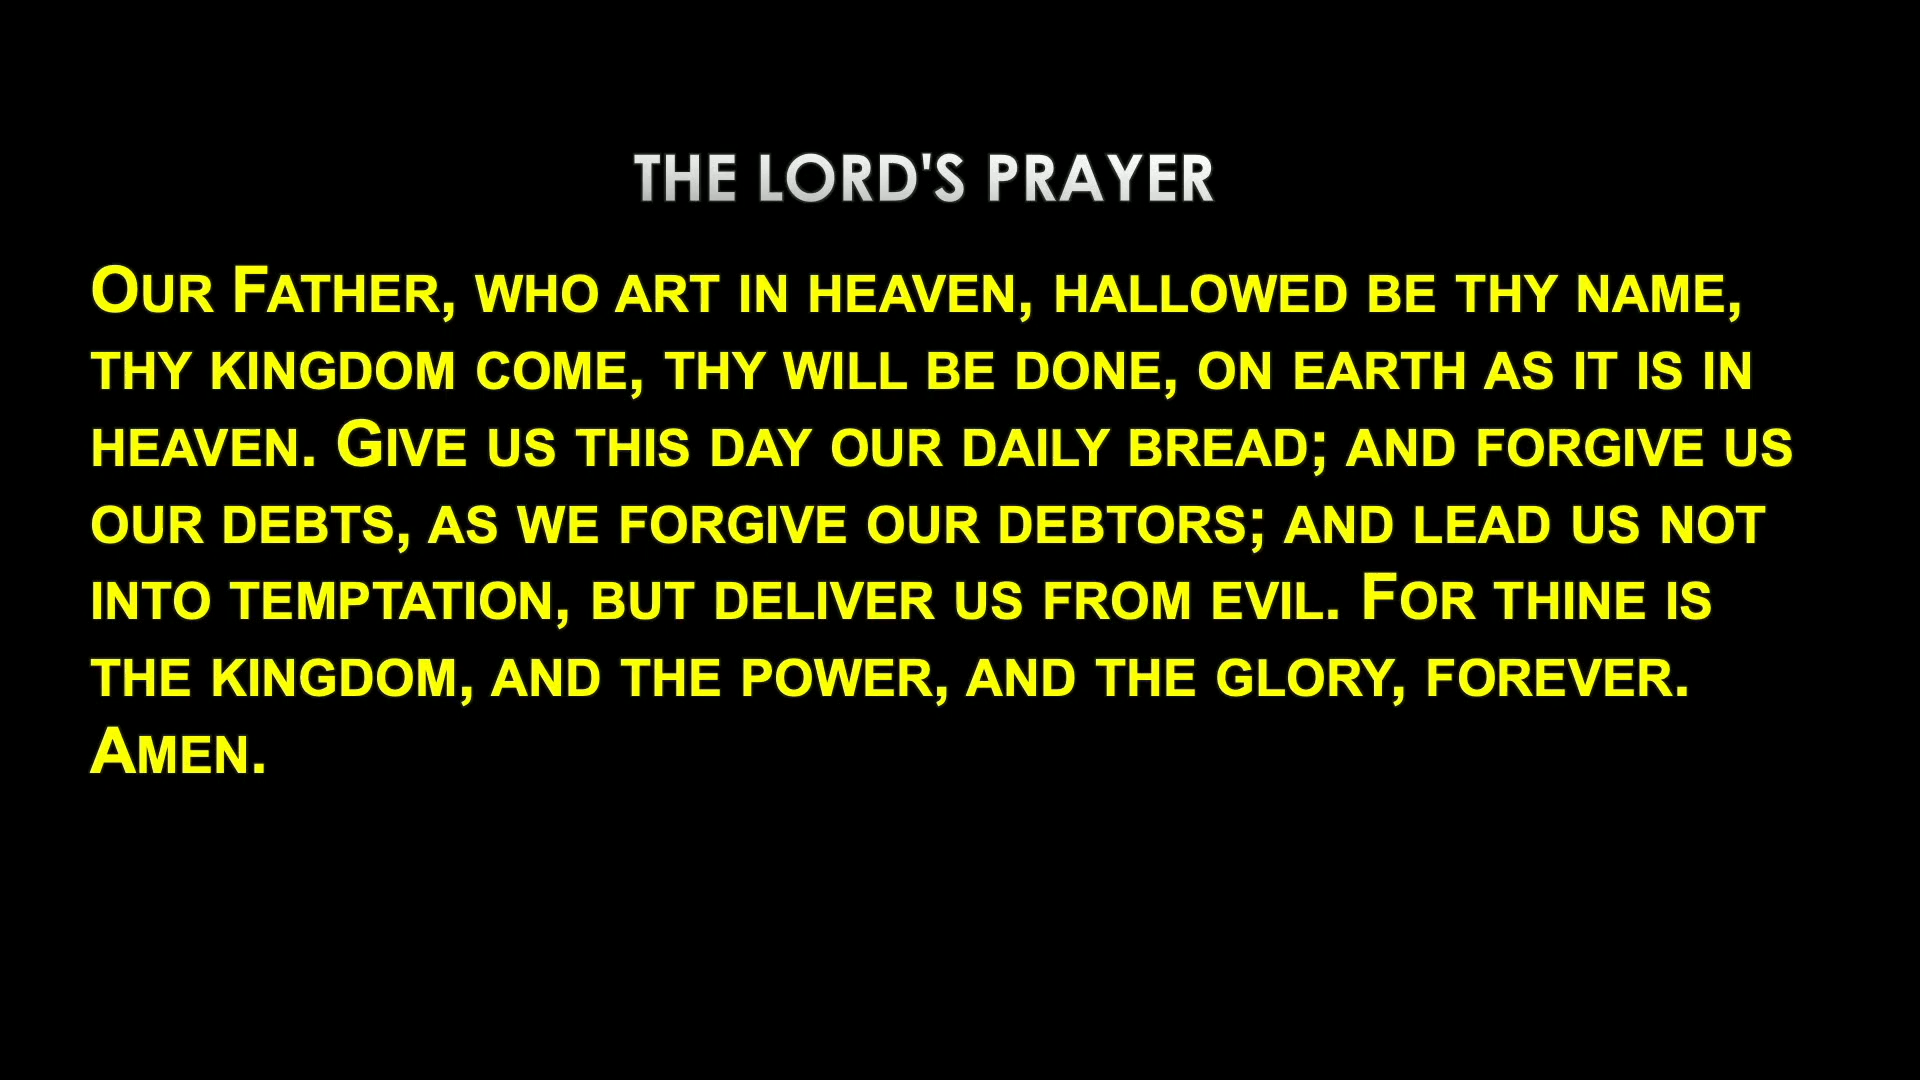 THE LORD'S PRAYER
Our Father, who art in heaven, hallowed be thy name,
thy kingdom come, thy will be done, on earth as it is in
heaven. Give us this day our daily bread; and forgive us
our debts, as we forgive our debtors; and lead us not
into temptation, but deliver us from evil. For thine is
the kingdom, and the power, and the glory, forever.
Amen.